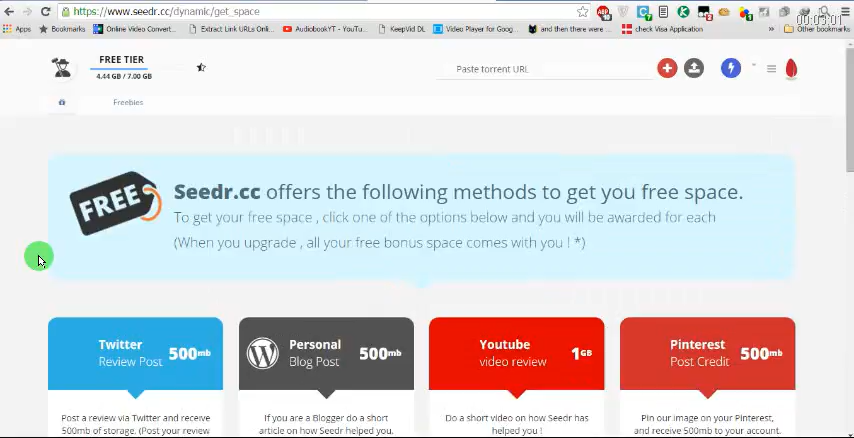 https://www.seedr.cc/dynamic/get_space
00:03:01
Apps Bookmarks Online Video Convert... Extract Link URLs Onli... AudiobookYT - YouTu... KeepVid DL Video Player for Goog... and then there were ... check Visa Application » Other bookmarks
FREE TIER
4.44 GB / 7.00 GB
Paste torrent URL
Freebies
FREE
Seedr.cc offers the following methods to get you free space.
To get your free space , click one of the options below and you will be awarded for each
(When you upgrade , all your free bonus space comes with you ! *)
Twitter
Review Post
500mb
Personal
Blog Post
500mb
Youtube
video review
1GB
Pinterest
Post Credit
500mb
Post a review via Twitter and receive
500mb of storage. (Post your review
If you are a Blogger do a short
article on how Seedr helped you,
Do a short video on how Seedr has
helped you !
Pin our image on your Pinterest,
and receive 500mb to your account.